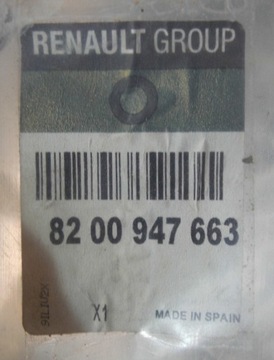 RENAULT GROUP
82 00 947 663
X1
MADE IN SPAIN